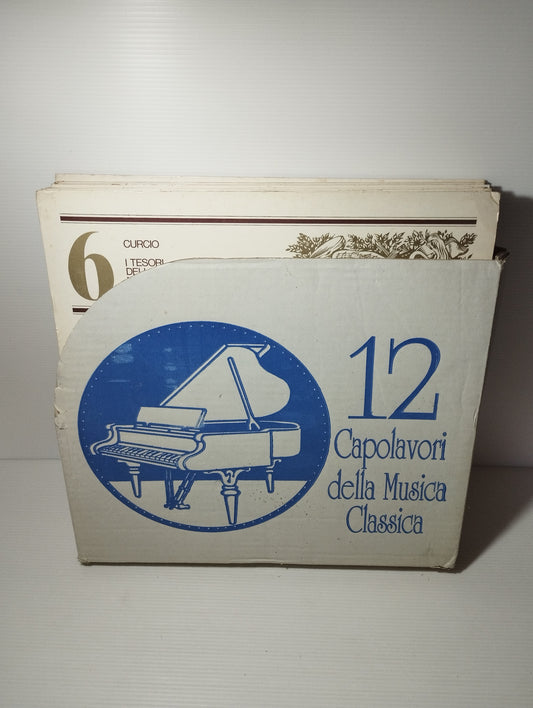 6
CURCIO
I TESORI
12
Capolavori
della Musica
Classica